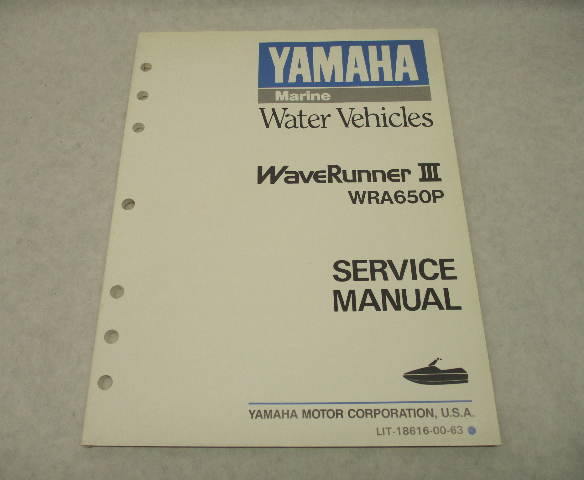 YAMAHA
Marine
Water Vehicles
WaveRunner III
WRA650P
SERVICE
MANUAL
YAMAHA MOTOR CORPORATION, U.S.A.
LIT-18616-00-63